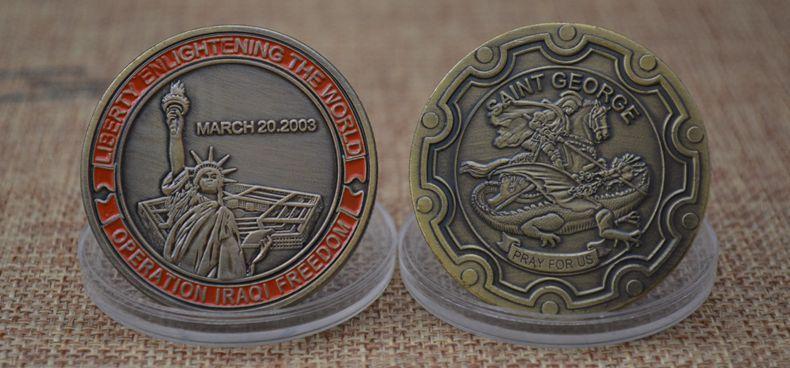 LIBERTY ENLIGHTENING THE WORLD
MARCH 20.2003
OPERATION IRAQI FREEDOM
SAINT GEORGE
PRAY FOR US